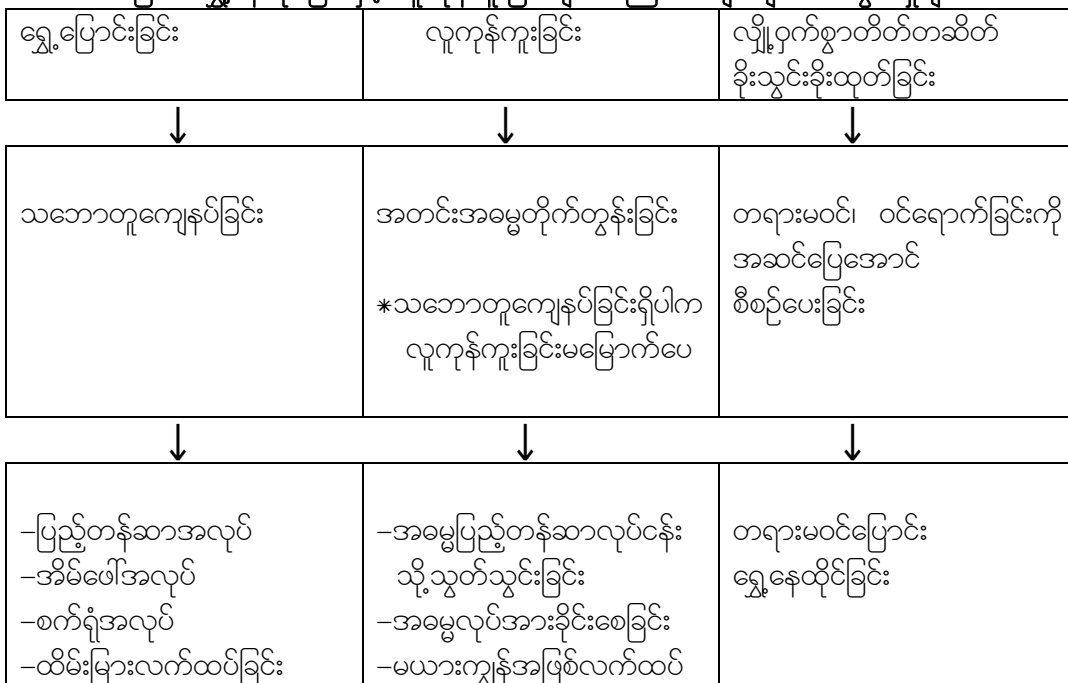 ရွှေ့ပြောင်းခြင်း
လူကုန်ကူးခြင်း
လျှို့ဝှက်စွာတိတ်တဆိတ်
ခိုးသွင်းခိုးထုတ်ခြင်း
သဘောတူကျေနပ်ခြင်း
အတင်းအဓမ္မတိုက်တွန်းခြင်း
*သဘောတူကျေနပ်ခြင်းရှိပါက
လူကုန်ကူးခြင်းမမြောက်ပေ
တရားမဝင်၊ ဝင်ရောက်ခြင်းကို
အဆင်ပြေအောင်
စီစဉ်ပေးခြင်း
–ပြည့်တန်ဆာအလုပ်
–အိမ်ဖေါ်အလုပ်
–စက်ရုံအလုပ်
–ထိမ်းမြားလက်ထပ်ခြင်း
–အဓမ္မပြည့်တန်ဆာလုပ်ငန်း
သို့သွတ်သွင်းခြင်း
–အဓမ္မလုပ်အားခိုင်းစေခြင်း
–မယားကျွန်အဖြစ်လက်ထပ်
တရားမဝင်ပြောင်း
ရွှေ့နေထိုင်ခြင်း